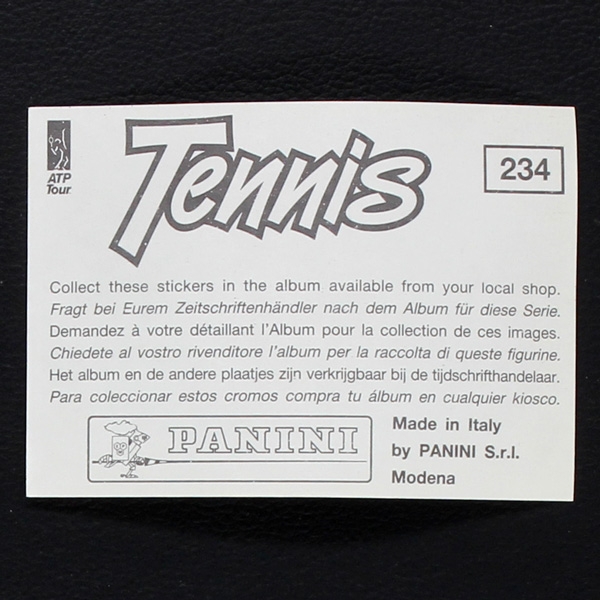 ATP
Tour
Tennis
234
Collect these stickers in the album available from your local shop.
Fragt bei Eurem Zeitschriftenhändler nach dem Album für diese Serie.
Demandez à votre détaillant l'Album pour la collection de ces images.
Chiedete al vostro rivenditore l'album per la raccolta di queste figurine.
Het album en de andere plaatjes zijn verkrijgbaar bij de tijdschrifthandelaar.
Para coleccionar estos cromos compra tu álbum en cualquier kiosco.
PANINI
Made in Italy
by PANINI S.r.l.
Modena